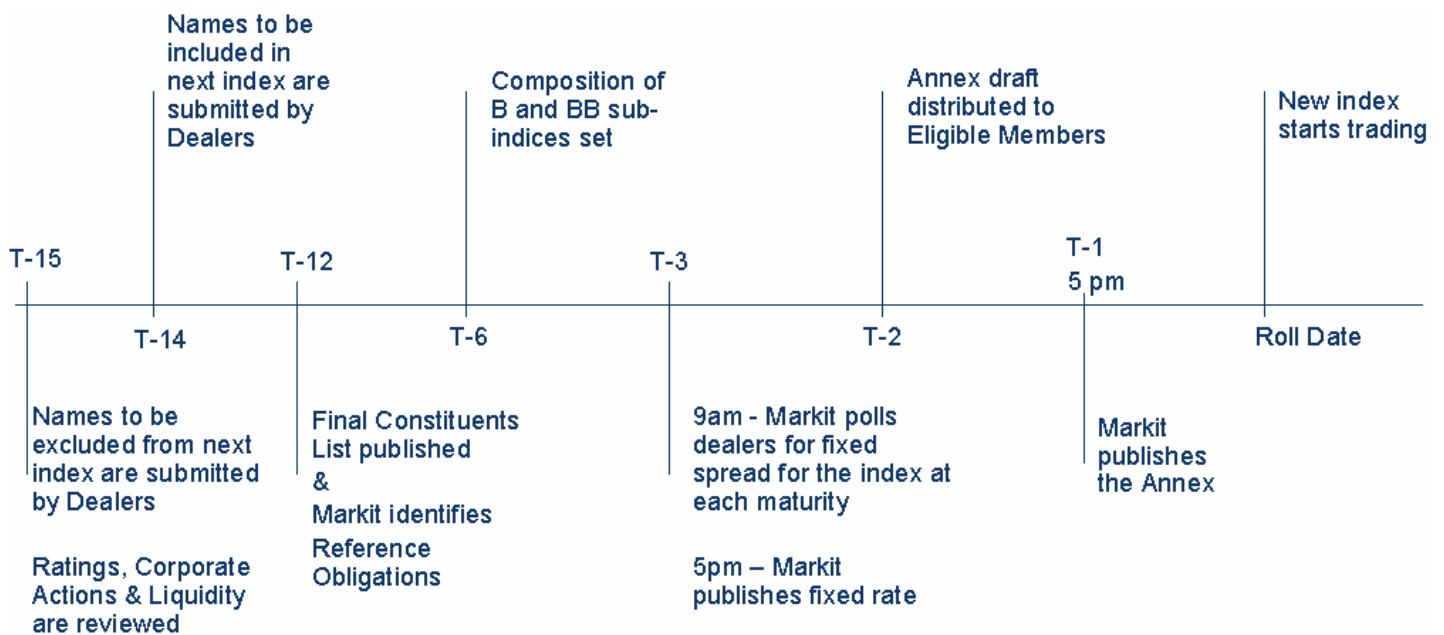 Names to be
included in
next index are
submitted by
Dealers
Composition of
B and BB sub-
indices set
Annex draft
distributed to
Eligible Members
New index
starts trading
T-15
T-12
T-3
T-1
5 pm
T-14
T-6
T-2
Roll Date
Names to be
excluded from next
index are submitted
by Dealers
Ratings, Corporate
Actions & Liquidity
are reviewed
Final Constituents
List published
&
Markit identifies
Reference
Obligations
9am - Markit polls
dealers for fixed
spread for the index at
each maturity
5pm – Markit
publishes fixed rate
Markit
publishes
the Annex